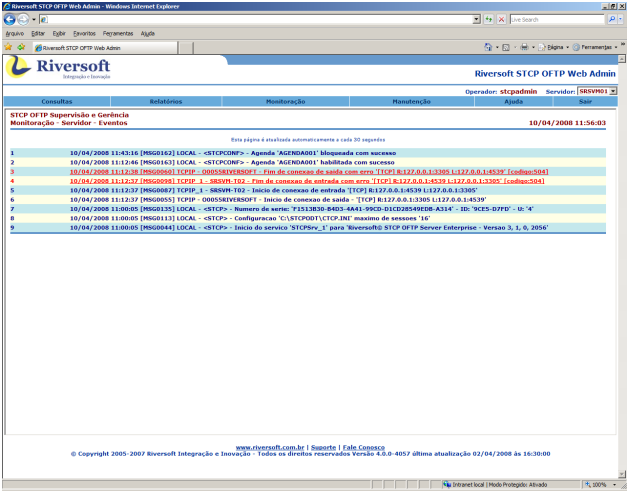 Riversoft STCP OFTP Web Admin - Windows Internet Explorer
Live Search
Arquivo Editar Exibir Favoritos Ferramentas Ajuda
Riversoft STCP OFTP Web Admin
Página Ferramentas
Riversoft
Integração e Inovação
Riversoft STCP OFTP Web Admin
Operador: stcpadmin Servidor: SRSVM01
Consultas Relatórios Monitoração Manutenção Ajuda Sair
STCP OFTP Supervisão e Gerência
Monitoração - Servidor - Eventos 10/04/2008 11:56:03
Esta página é atualizada automaticamente a cada 30 segundos
1 10/04/2008 11:43:16 [MSG0162] LOCAL - <STCPCONF> - Agenda 'AGENDA001' bloqueada com sucesso
2 10/04/2008 11:12:46 [MSG0163] LOCAL - <STCPCONF> - Agenda 'AGENDA001' habilitada com sucesso
3 10/04/2008 11:12:38 [MSG0060] TCPIP - O0055RIVERSOFT - Fim de conexao de saida com erro '[TCP] R:127.0.0.1:3305 L:127.0.0.1:4539' [codigo:504]
4 10/04/2008 11:12:37 [MSG0098] TCPIP_1 - SRSVM-T02 - Fim de conexao de entrada com erro '[TCP] R:127.0.0.1:4539 L:127.0.0.1:3305' [codigo:504]
5 10/04/2008 11:12:37 [MSG0087] TCPIP_1 - SRSVM-T02 - Inicio de conexao de entrada '[TCP] R:127.0.0.1:4539 L:127.0.0.1:3305'
6 10/04/2008 11:12:37 [MSG0055] TCPIP - O0055RIVERSOFT - Inicio de conexao de saida - '[TCP] R:127.0.0.1:3305 L:127.0.0.1:4539'
7 10/04/2008 11:00:05 [MSG0135] LOCAL - <STCP> - Numero de serie: 'F1513B30-B4D3-4A41-99CD-D1CD28549EDB-A314' - ID: '9CE5-D7FD' - U: '4'
8 10/04/2008 11:00:05 [MSG0113] LOCAL - <STCP> - Configuracao 'C:\STCPODT\CTCP.INI' maximo de sessoes '16'
9 10/04/2008 11:00:05 [MSG0044] LOCAL - <STCP> - Inicio do servico 'STCPSrv_1' para 'Riversoft© STCP OFTP Server Enterprise - Versao 3, 1, 0, 2056'
www.riversoft.com.br | Suporte | Fale Conosco
© Copyright 2005-2007 Riversoft Integração e Inovação - Todos os direitos reservados Versão 4.0.0-4057 última atualização 02/04/2008 às 16:30:00
Intranet local | Modo Protegido: Ativado 100%